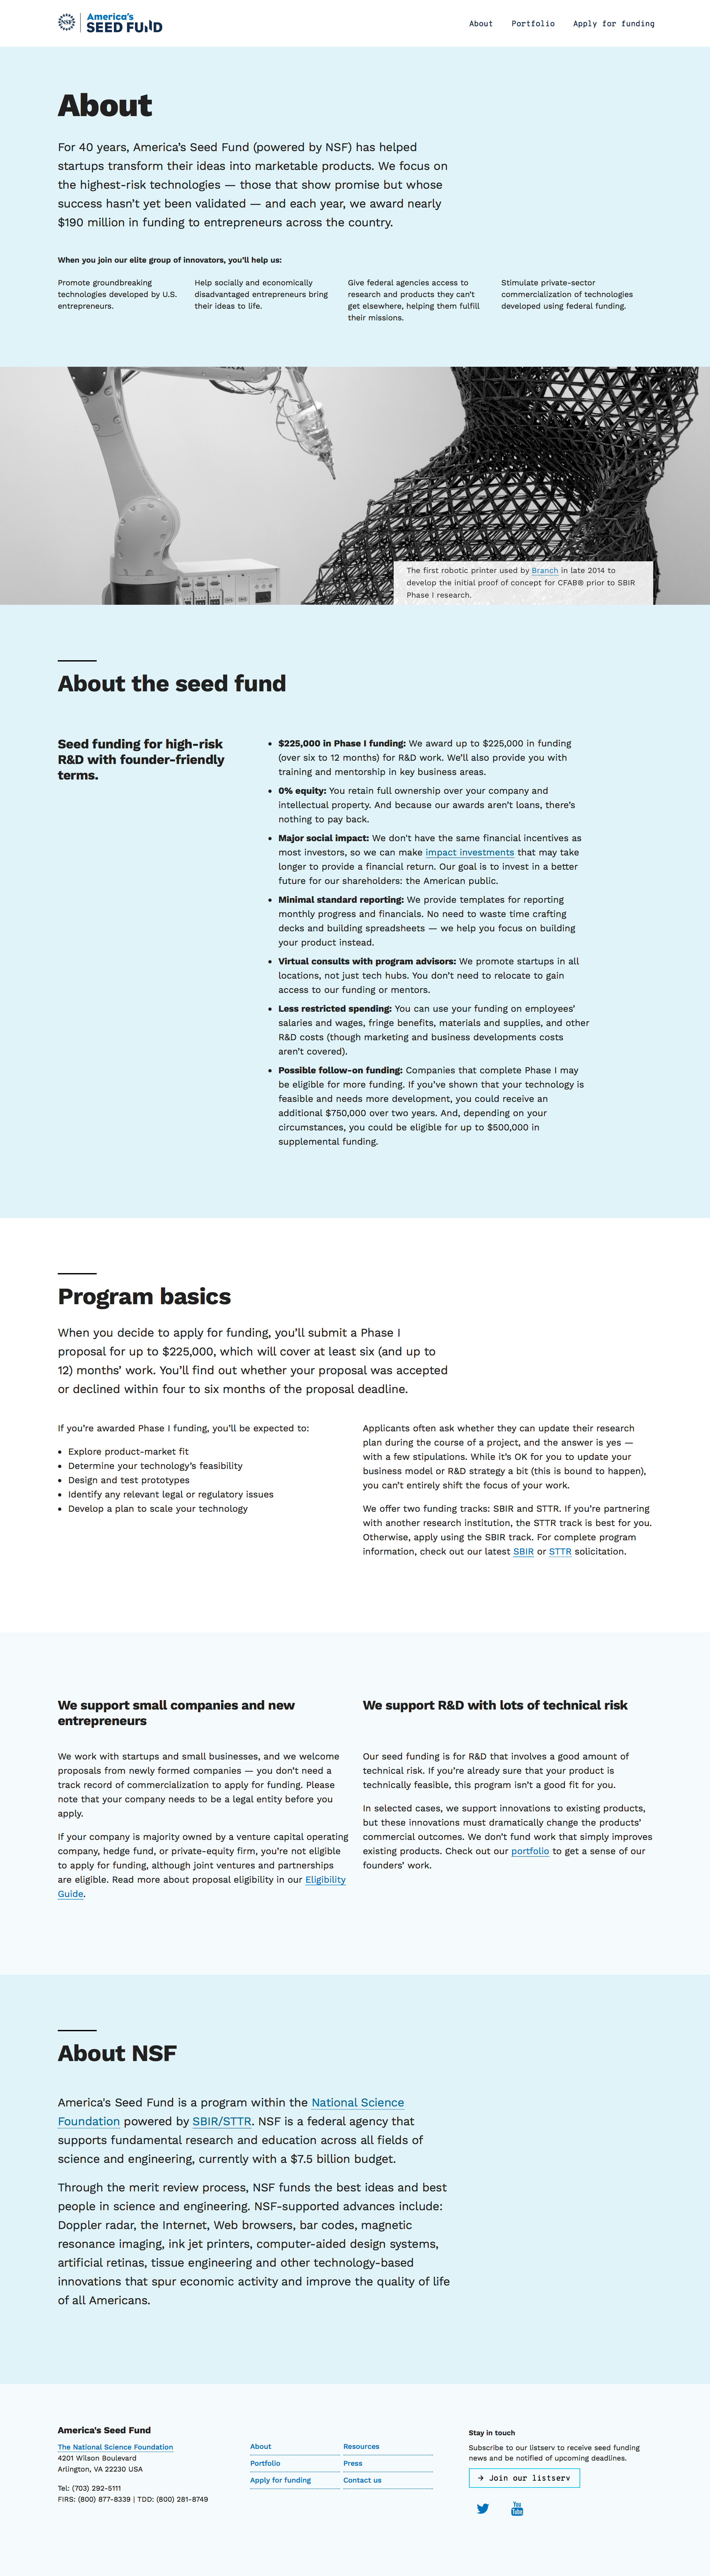 NSF
America's
SEED FUND
About
Portfolio
Apply for funding
About
For 40 years, America’s Seed Fund (powered by NSF) has helped
startups transform their ideas into marketable products. We focus on
the highest-risk technologies — those that show promise but whose
success hasn’t yet been validated — and each year, we award nearly
$190 million in funding to entrepreneurs across the country.
When you join our elite group of innovators, you’ll help us:
Promote groundbreaking
technologies developed by U.S.
entrepreneurs.
Help socially and economically
disadvantaged entrepreneurs bring
their ideas to life.
Give federal agencies access to
research and products they can’t
get elsewhere, helping them fulfill
their missions.
Stimulate private-sector
commercialization of technologies
developed using federal funding.
The first robotic printer used by Branch in late 2014 to
develop the initial proof of concept for CFAB® prior to SBIR
Phase I research.
About the seed fund
Seed funding for high-risk
R&D with founder-friendly
terms.
• $225,000 in Phase I funding: We award up to $225,000 in funding
(over six to 12 months) for R&D work. We’ll also provide you with
training and mentorship in key business areas.
• 0% equity: You retain full ownership over your company and
intellectual property. And because our awards aren’t loans, there’s
nothing to pay back.
• Major social impact: We don’t have the same financial incentives as
most investors, so we can make impact investments that may take
longer to provide a financial return. Our goal is to invest in a better
future for our shareholders: the American public.
• Minimal standard reporting: We provide templates for reporting
monthly progress and financials. No need to waste time crafting
decks and building spreadsheets — we help you focus on building
your product instead.
• Virtual consults with program advisors: We promote startups in all
locations, not just tech hubs. You don’t need to relocate to gain
access to our funding or mentors.
• Less restricted spending: You can use your funding on employees’
salaries and wages, fringe benefits, materials and supplies, and other
R&D costs (though marketing and business developments costs
aren’t covered).
• Possible follow-on funding: Companies that complete Phase I may
be eligible for more funding. If you’ve shown that your technology is
feasible and needs more development, you could receive an
additional $750,000 over two years. And, depending on your
circumstances, you could be eligible for up to $500,000 in
supplemental funding.
Program basics
When you decide to apply for funding, you’ll submit a Phase I
proposal for up to $225,000, which will cover at least six (and up to
12) months’ work. You’ll find out whether your proposal was accepted
or declined within four to six months of the proposal deadline.
If you’re awarded Phase I funding, you’ll be expected to:
• Explore product-market fit
• Determine your technology’s feasibility
• Design and test prototypes
• Identify any relevant legal or regulatory issues
• Develop a plan to scale your technology
Applicants often ask whether they can update their research
plan during the course of a project, and the answer is yes —
with a few stipulations. While it’s OK for you to update your
business model or R&D strategy a bit (this is bound to happen),
you can’t entirely shift the focus of your work.
We offer two funding tracks: SBIR and STTR. If you’re partnering
with another research institution, the STTR track is best for you.
Otherwise, apply using the SBIR track. For complete program
information, check out our latest SBIR or STTR solicitation.
We support small companies and new
entrepreneurs
We work with startups and small businesses, and we welcome
proposals from newly formed companies — you don’t need a
track record of commercialization to apply for funding. Please
note that your company needs to be a legal entity before you
apply.
If your company is majority owned by a venture capital operating
company, hedge fund, or private-equity firm, you’re not eligible
to apply for funding, although joint ventures and partnerships
are eligible. Read more about proposal eligibility in our Eligibility
Guide.
We support R&D with lots of technical risk
Our seed funding is for R&D that involves a good amount of
technical risk. If you’re already sure that your product is
technically feasible, this program isn’t a good fit for you.
In selected cases, we support innovations to existing products,
but these innovations must dramatically change the products’
commercial outcomes. We don’t fund work that simply improves
existing products. Check out our portfolio to get a sense of our
founders’ work.
About NSF
America's Seed Fund is a program within the National Science
Foundation powered by SBIR/STTR. NSF is a federal agency that
supports fundamental research and education across all fields of
science and engineering, currently with a $7.5 billion budget.
Through the merit review process, NSF funds the best ideas and best
people in science and engineering. NSF-supported advances include:
Doppler radar, the Internet, Web browsers, bar codes, magnetic
resonance imaging, ink jet printers, computer-aided design systems,
artificial retinas, tissue engineering and other technology-based
innovations that spur economic activity and improve the quality of life
of all Americans.
America's Seed Fund
The National Science Foundation
4201 Wilson Boulevard
Arlington, VA 22230 USA
Tel: (703) 292-5111
FIRS: (800) 877-8339 | TDD: (800) 281-8749
About
Portfolio
Apply for funding
Resources
Press
Contact us
Stay in touch
Subscribe to our listserv to receive seed funding
news and be notified of upcoming deadlines.
→ Join our listserv
You
Tube